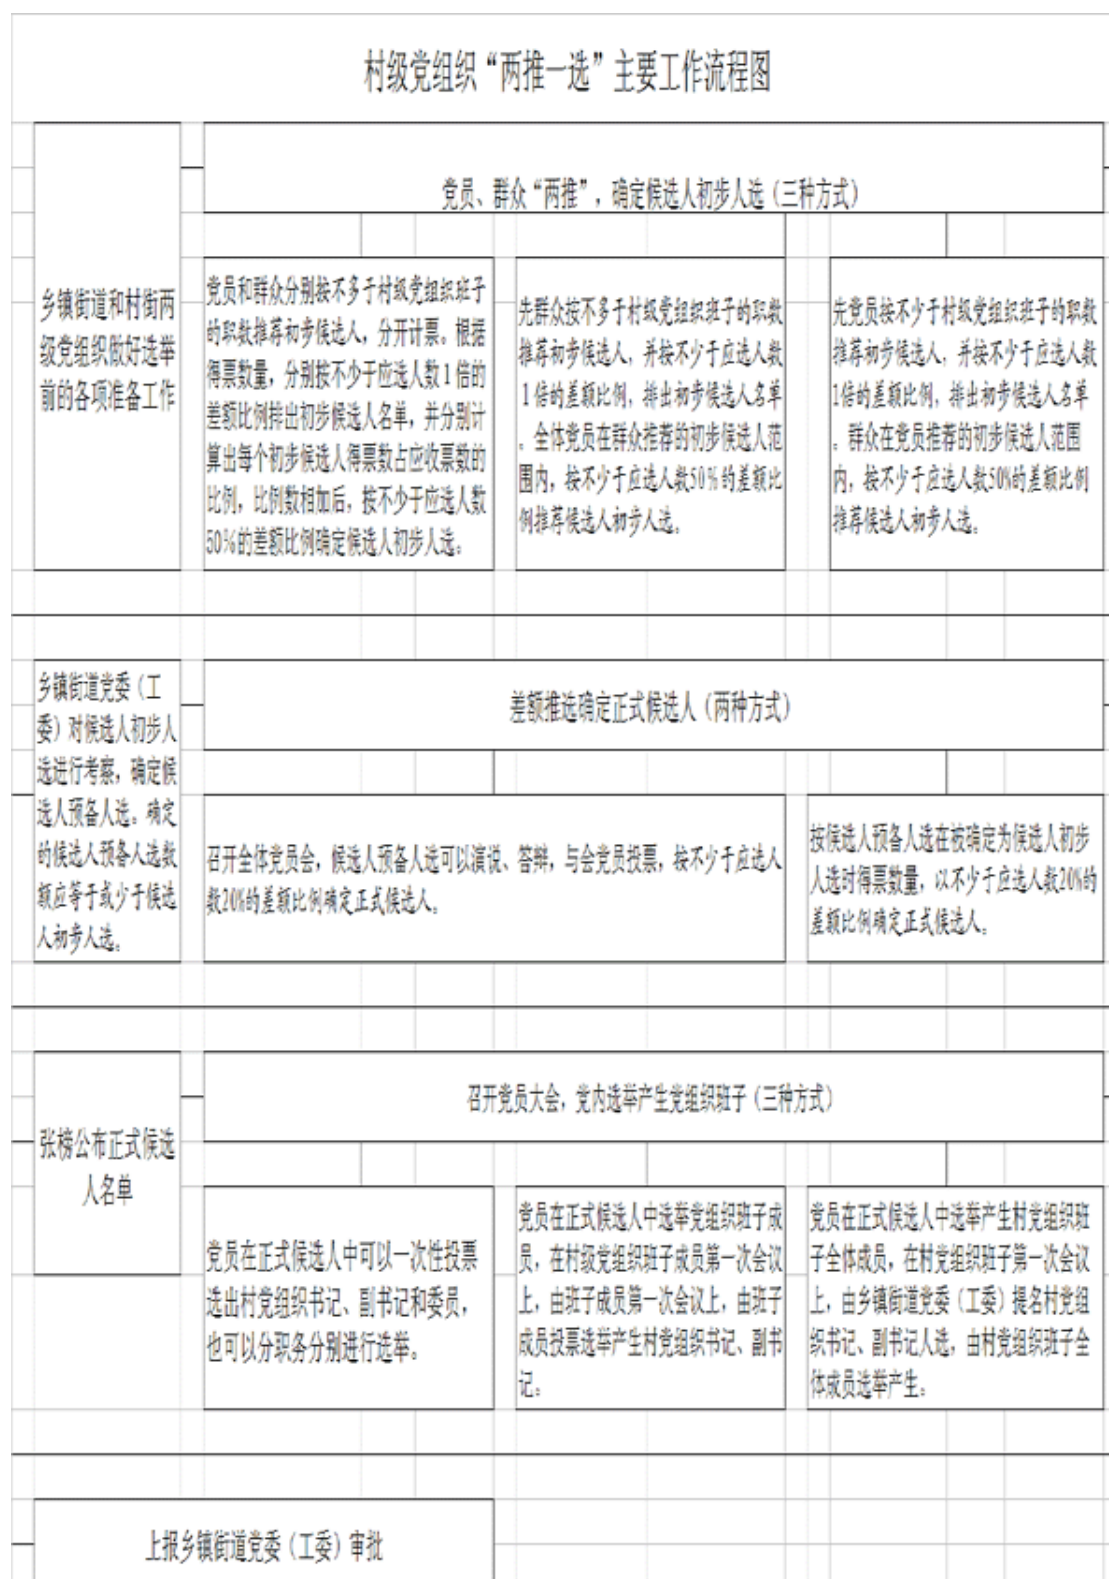 村级党组织“两推一选”主要工作流程图
党员、群众“两推”，确定候选人初步人选（三种方式）
乡镇街道和村街两
级党组织做好选举
前的各项准备工作
党员和群众分别按不多于村级党组织班子
的职数推荐初步候选人，分开计票。根据
得票数量，分别按不少于应选人数1倍的
差额比例排出初步候选人名单，并分别计
算出每个初步候选人得票数占应收票数的
比例，比例数相加后，按不少于应选人数
50%的差额比例确定候选人初步人选。
先群众按不多于村级党组织班子的职数
推荐初步候选人，并按不少于应选人数
1倍的差额比例，排出初步候选人名单
。全体党员在群众推荐的初步候选人范
围内，按不少于应选人数50%的差额比
例推荐候选人初步人选。
先党员按不少于村级党组织班子的职数
推荐初步候选人，并按不少于应选人数
1倍的差额比例，排出初步候选人名单
。群众在党员推荐的初步候选人范围
内，按不少于应选人数50%的差额比例
推荐候选人初步人选。
乡镇街道党委（工
委）对候选人初步人
选进行考察，确定候
选人预备人选。确定
的候选人预备人选数
额应等于或少于候选
人初步人选。
差额推选确定正式候选人（两种方式）
召开全体党员会，候选人预备人选可以演说、答辩，与会党员投票，按不少于应选人
数20%的差额比例确定正式候选人。
按候选人预备人选在被确定为候选人初步
人选时得票数量，以不少于应选人数20%的
差额比例确定正式候选人。
张榜公布正式候选
人名单
召开党员大会，党内选举产生党组织班子（三种方式）
党员在正式候选人中可以一次性投票
选出村党组织书记、副书记和委员，
也可以分职务分别进行选举。
党员在正式候选人中选举党组织班子成
员，在村级党组织班子成员第一次会议
上，由班子成员第一次会议上，由班子
成员投票选举产生村党组织书记、副书
记。
党员在正式候选人中选举产生村党组织班
子全体成员，在村党组织班子第一次会议
上，由乡镇街道党委（工委）提名村党组
织书记、副书记人选，由村党组织班子全
体成员选举产生。
上报乡镇街道党委（工委）审批